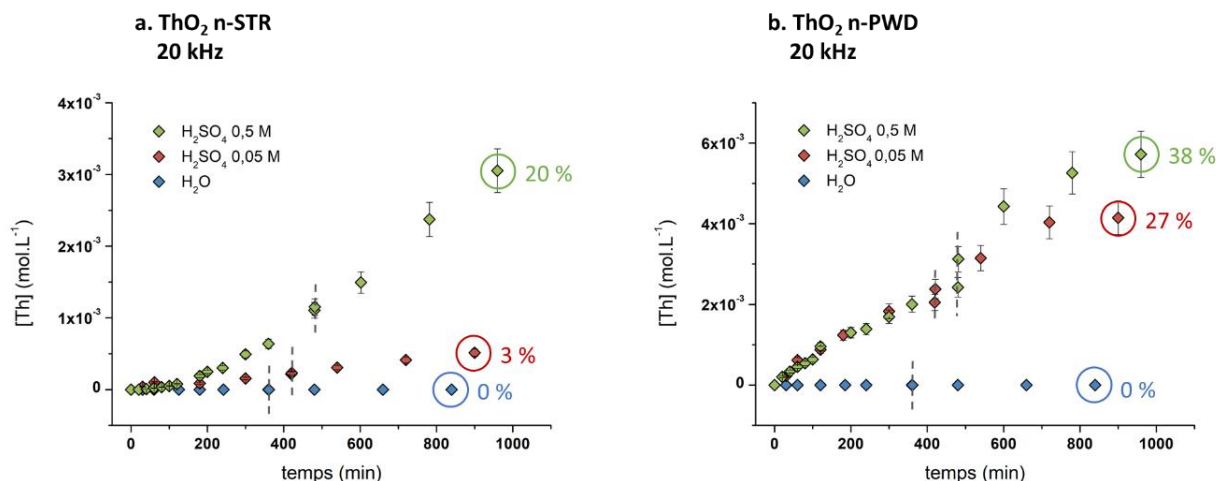 a. ThO₂ n-STR
20 kHz
4x10⁻³
3x10⁻³
2x10⁻³
1x10⁻³
0
[Th] (mol.L⁻¹)
H₂SO₄ 0,5 M
H₂SO₄ 0,05 M
H₂O
20 %
3 %
0 %
0 200 400 600 800 1000
temps (min)
b. ThO₂ n-PWD
20 kHz
6x10⁻³
4x10⁻³
2x10⁻³
0
[Th] (mol.L⁻¹)
H₂SO₄ 0,5 M
H₂SO₄ 0,05 M
H₂O
38 %
27 %
0 %
0 200 400 600 800 1000
temps (min)